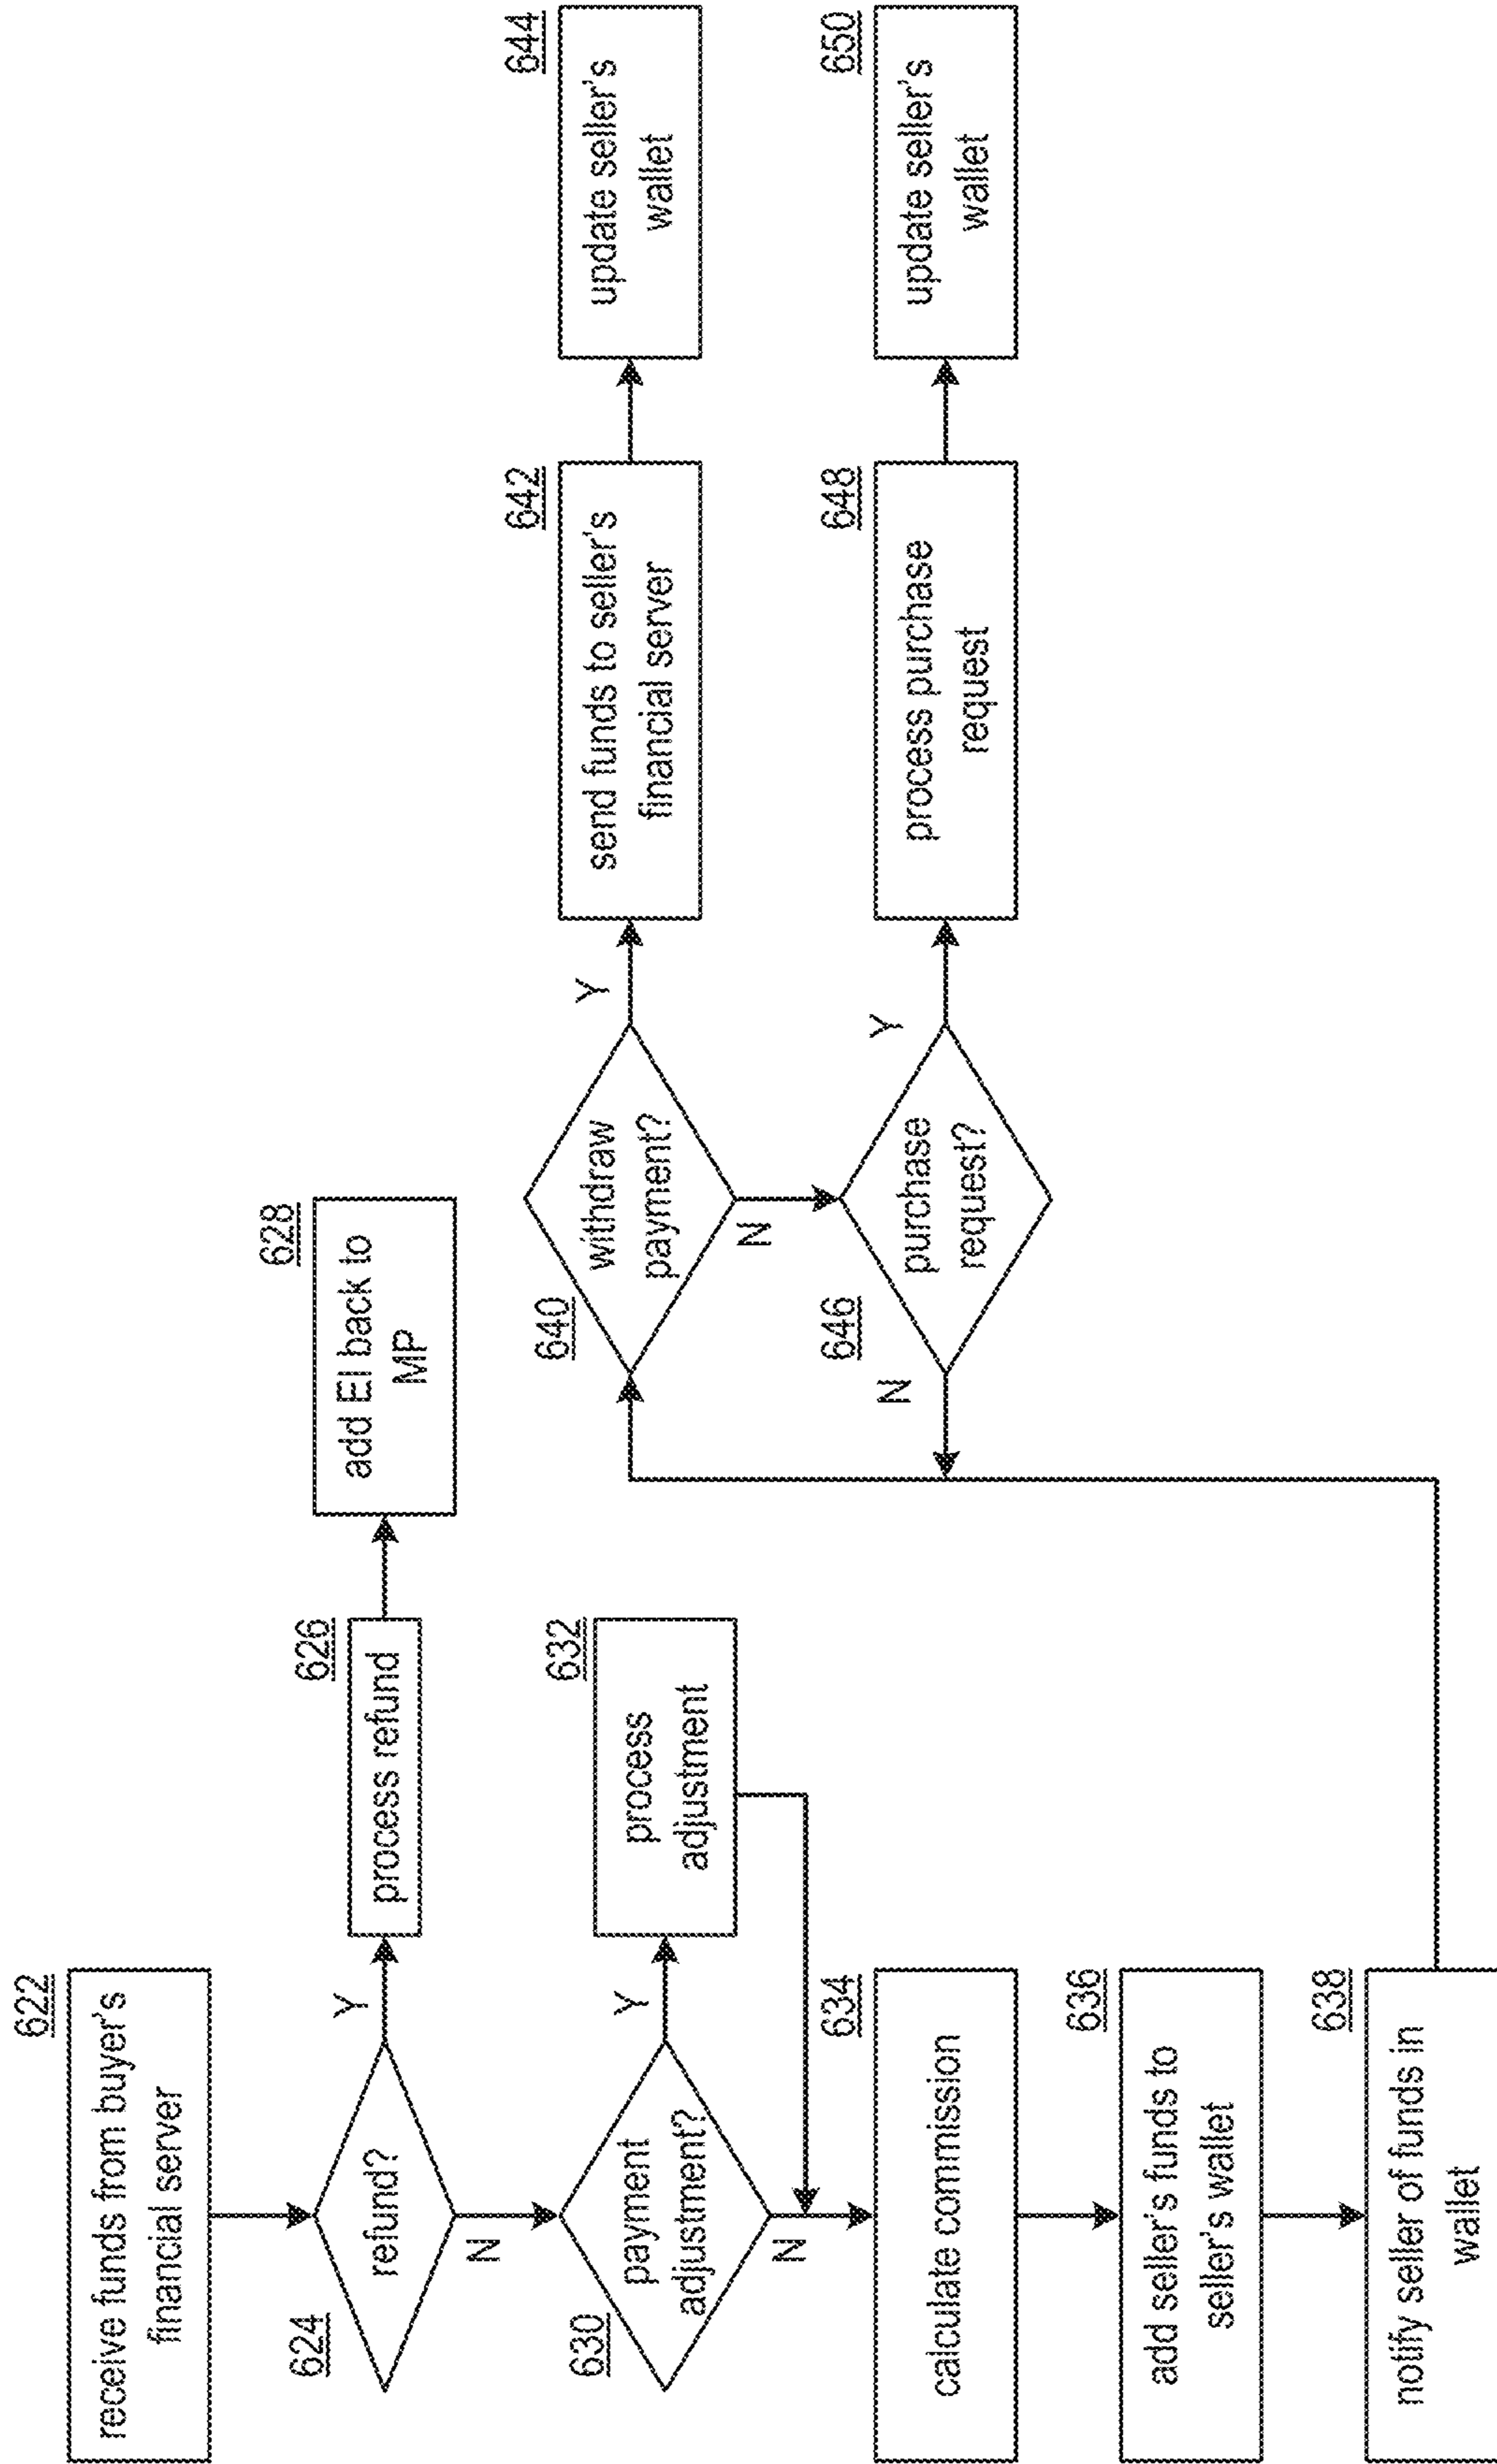 622
receive funds from buyer's
financial server
624
refund?
Y
N
626
process refund
628
add EI back to
MP
630
payment
adjustment?
Y
N
632
process
adjustment
634
calculate commission
636
add seller's funds to
seller's wallet
638
notify seller of funds in
wallet
640
withdraw
payment?
Y
N
642
send funds to seller's
financial server
644
update seller's
wallet
646
purchase
request?
Y
N
648
process purchase
request
650
update seller's
wallet